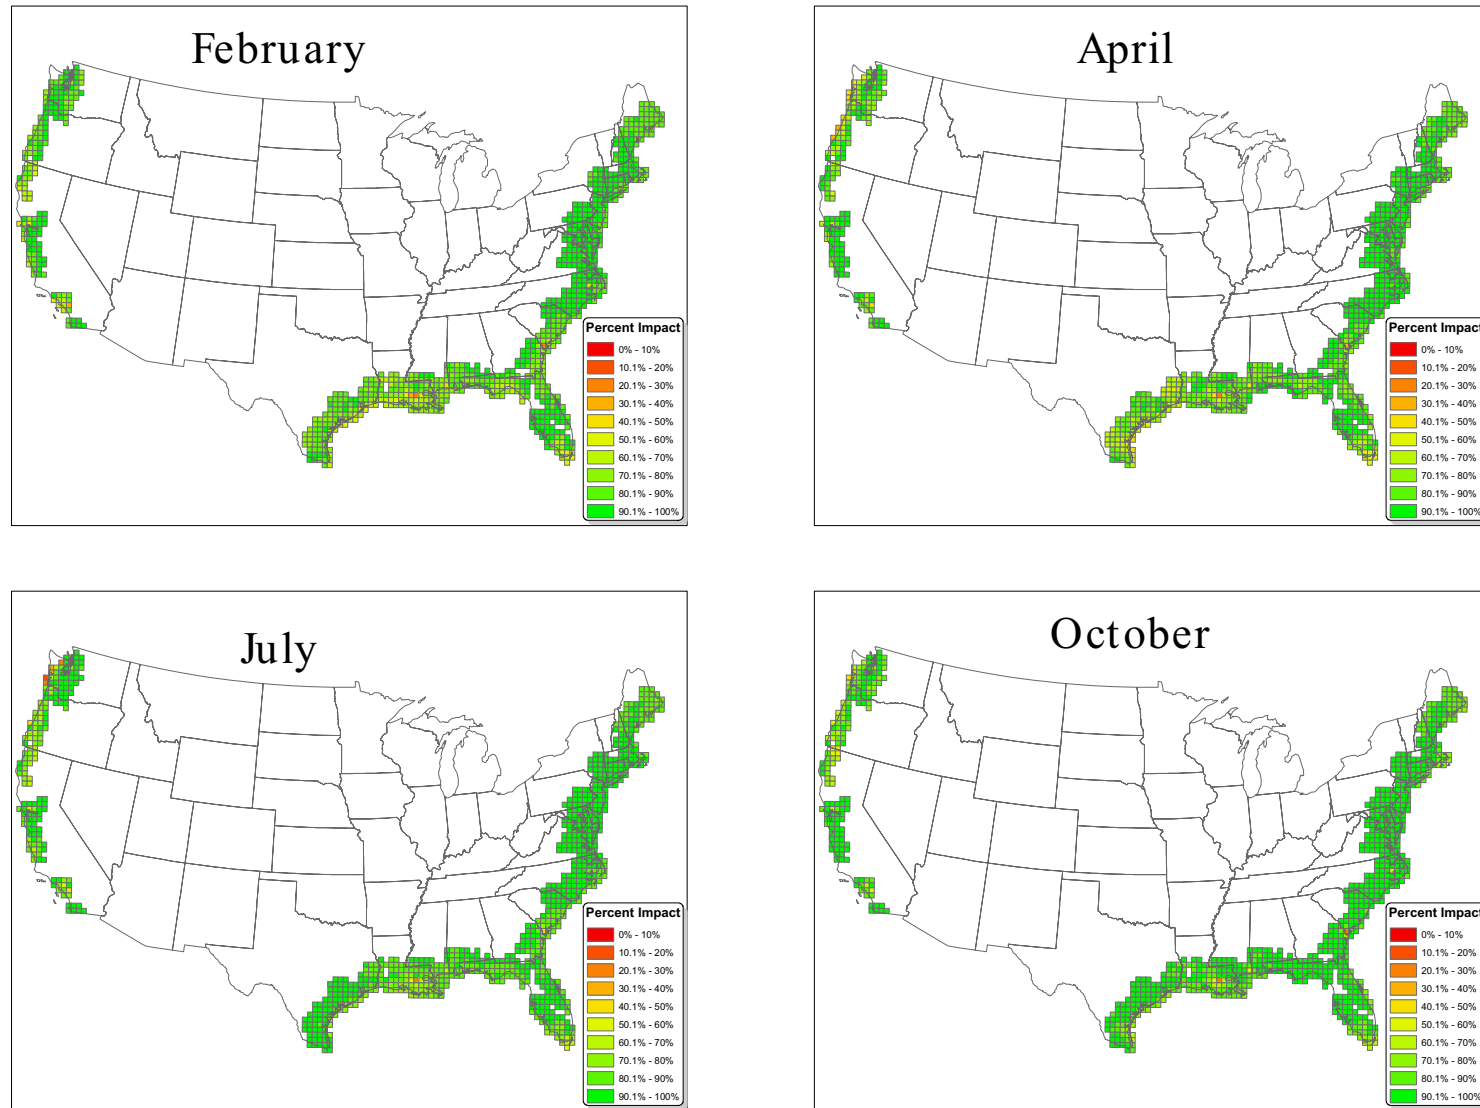 February
Percent Impact
0% - 10%
10.1% - 20%
20.1% - 30%
30.1% - 40%
40.1% - 50%
50.1% - 60%
60.1% - 70%
70.1% - 80%
80.1% - 90%
90.1% - 100%
April
Percent Impact
0% - 10%
10.1% - 20%
20.1% - 30%
30.1% - 40%
40.1% - 50%
50.1% - 60%
60.1% - 70%
70.1% - 80%
80.1% - 90%
90.1% - 100%
July
Percent Impact
0% - 10%
10.1% - 20%
20.1% - 30%
30.1% - 40%
40.1% - 50%
50.1% - 60%
60.1% - 70%
70.1% - 80%
80.1% - 90%
90.1% - 100%
October
Percent Impact
0% - 10%
10.1% - 20%
20.1% - 30%
30.1% - 40%
40.1% - 50%
50.1% - 60%
60.1% - 70%
70.1% - 80%
80.1% - 90%
90.1% - 100%